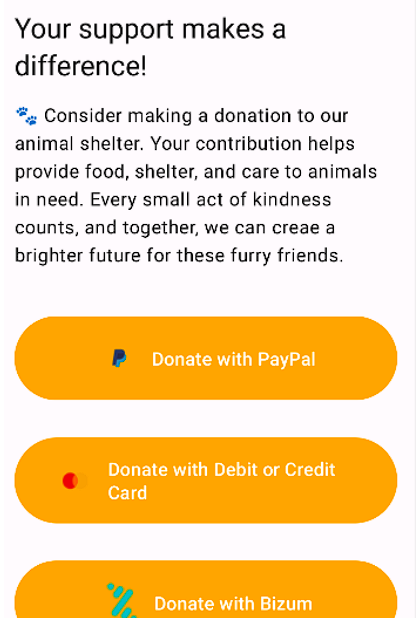 Your support makes a
difference!
🐾 Consider making a donation to our
animal shelter. Your contribution helps
provide food, shelter, and care to animals
in need. Every small act of kindness
counts, and together, we can creae a
brighter future for these furry friends.
Donate with PayPal
Donate with Debit or Credit
Card
Donate with Bizum